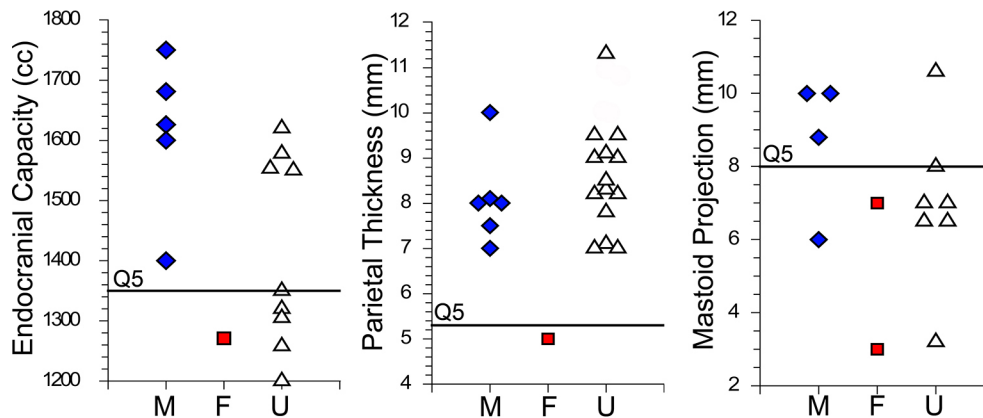 Endocranial Capacity (cc)
1800
1700
1600
1500
1400
1300
1200
Q5
M F U
Parietal Thickness (mm)
12
11
10
9
8
7
6
5
4
Q5
M F U
Mastoid Projection (mm)
12
10
8
6
4
2
Q5
M F U